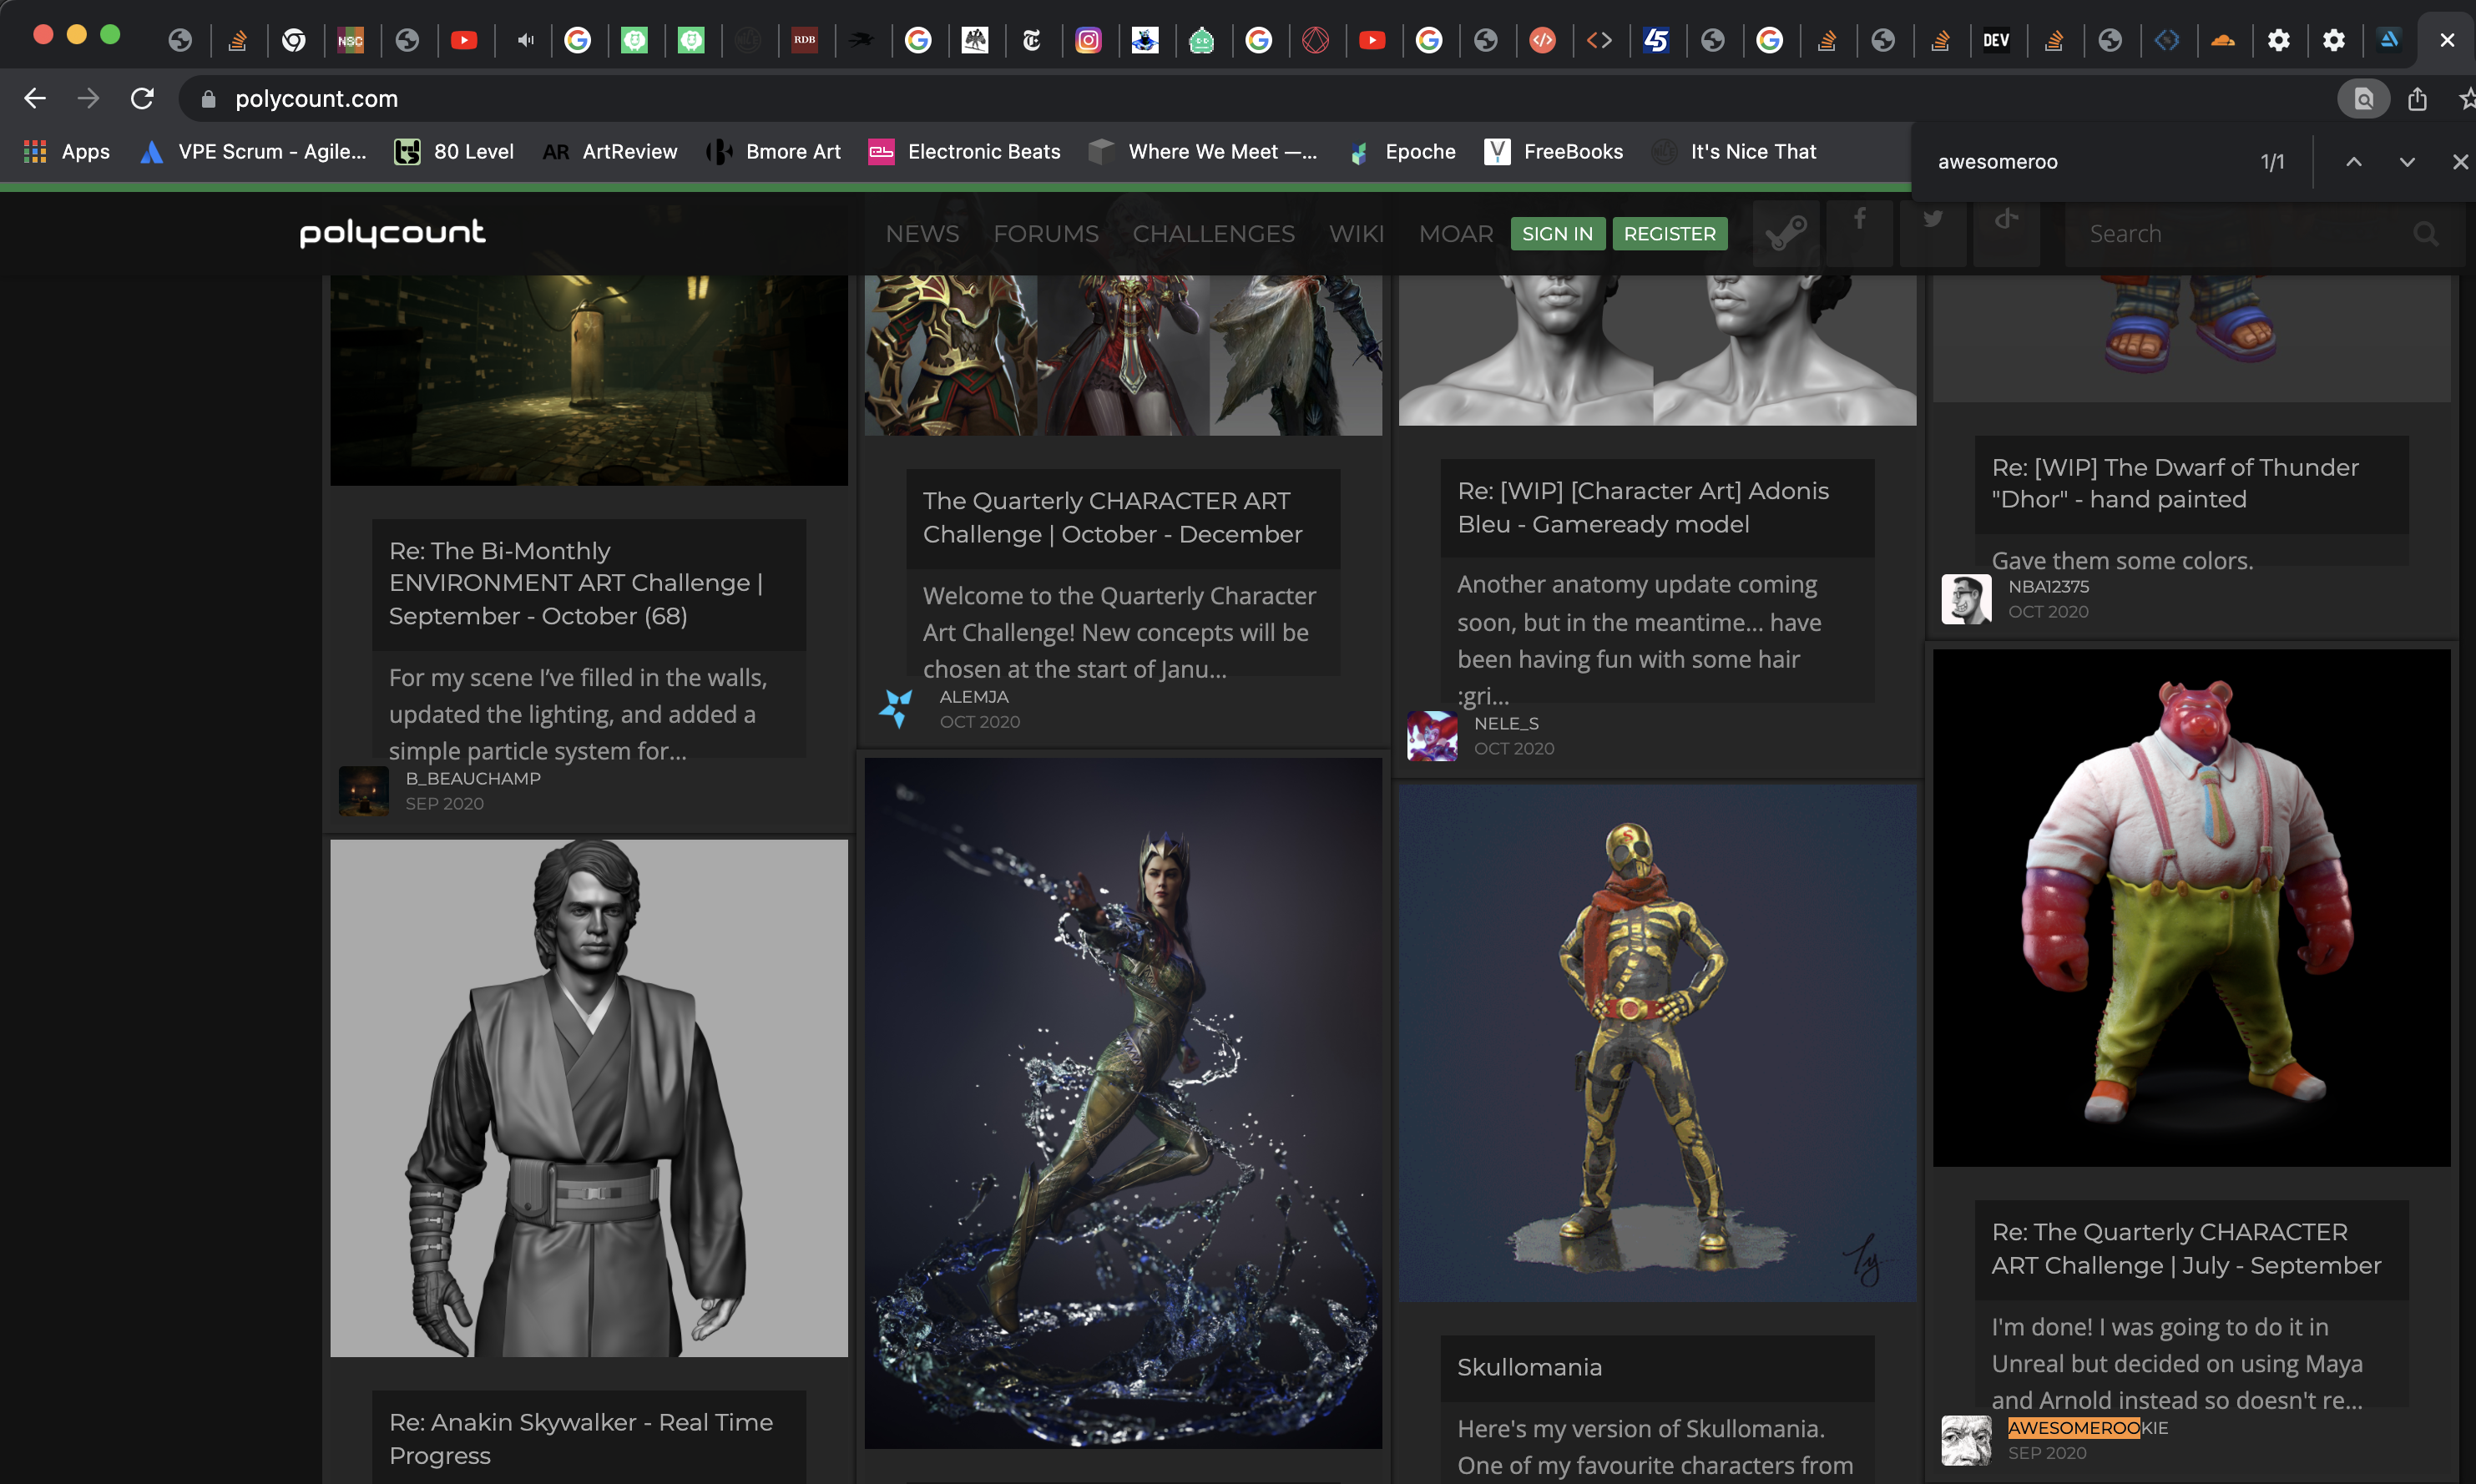 NSC
RDB
DEV
polycount.com
Apps
VPE Scrum - Agile...
80 Level
AR
ArtReview
Bmore Art
eb
Electronic Beats
Where We Meet —...
Epoche
FreeBooks
It's Nice That
awesomeroo
1/1
polycount
NEWS
FORUMS
CHALLENGES
WIKI
MOAR
SIGN IN
REGISTER
Search
Re: The Bi-Monthly
ENVIRONMENT ART Challenge |
September - October (68)
For my scene I've filled in the walls,
updated the lighting, and added a
simple particle system for...
B_BEAUCHAMP
SEP 2020
Re: Anakin Skywalker - Real Time
Progress
The Quarterly CHARACTER ART
Challenge | October - December
Welcome to the Quarterly Character
Art Challenge! New concepts will be
chosen at the start of Janu...
ALEMJA
OCT 2020
Re: [WIP] [Character Art] Adonis
Bleu - Gameready model
Another anatomy update coming
soon, but in the meantime... have
been having fun with some hair
:gri...
NELE_S
OCT 2020
Skullomania
Here's my version of Skullomania.
One of my favourite characters from
Re: [WIP] The Dwarf of Thunder
"Dhor" - hand painted
Gave them some colors.
NBA12375
OCT 2020
Re: The Quarterly CHARACTER
ART Challenge | July - September
I'm done! I was going to do it in
Unreal but decided on using Maya
and Arnold instead so doesn't re...
AWESOMEROOKIE
SEP 2020